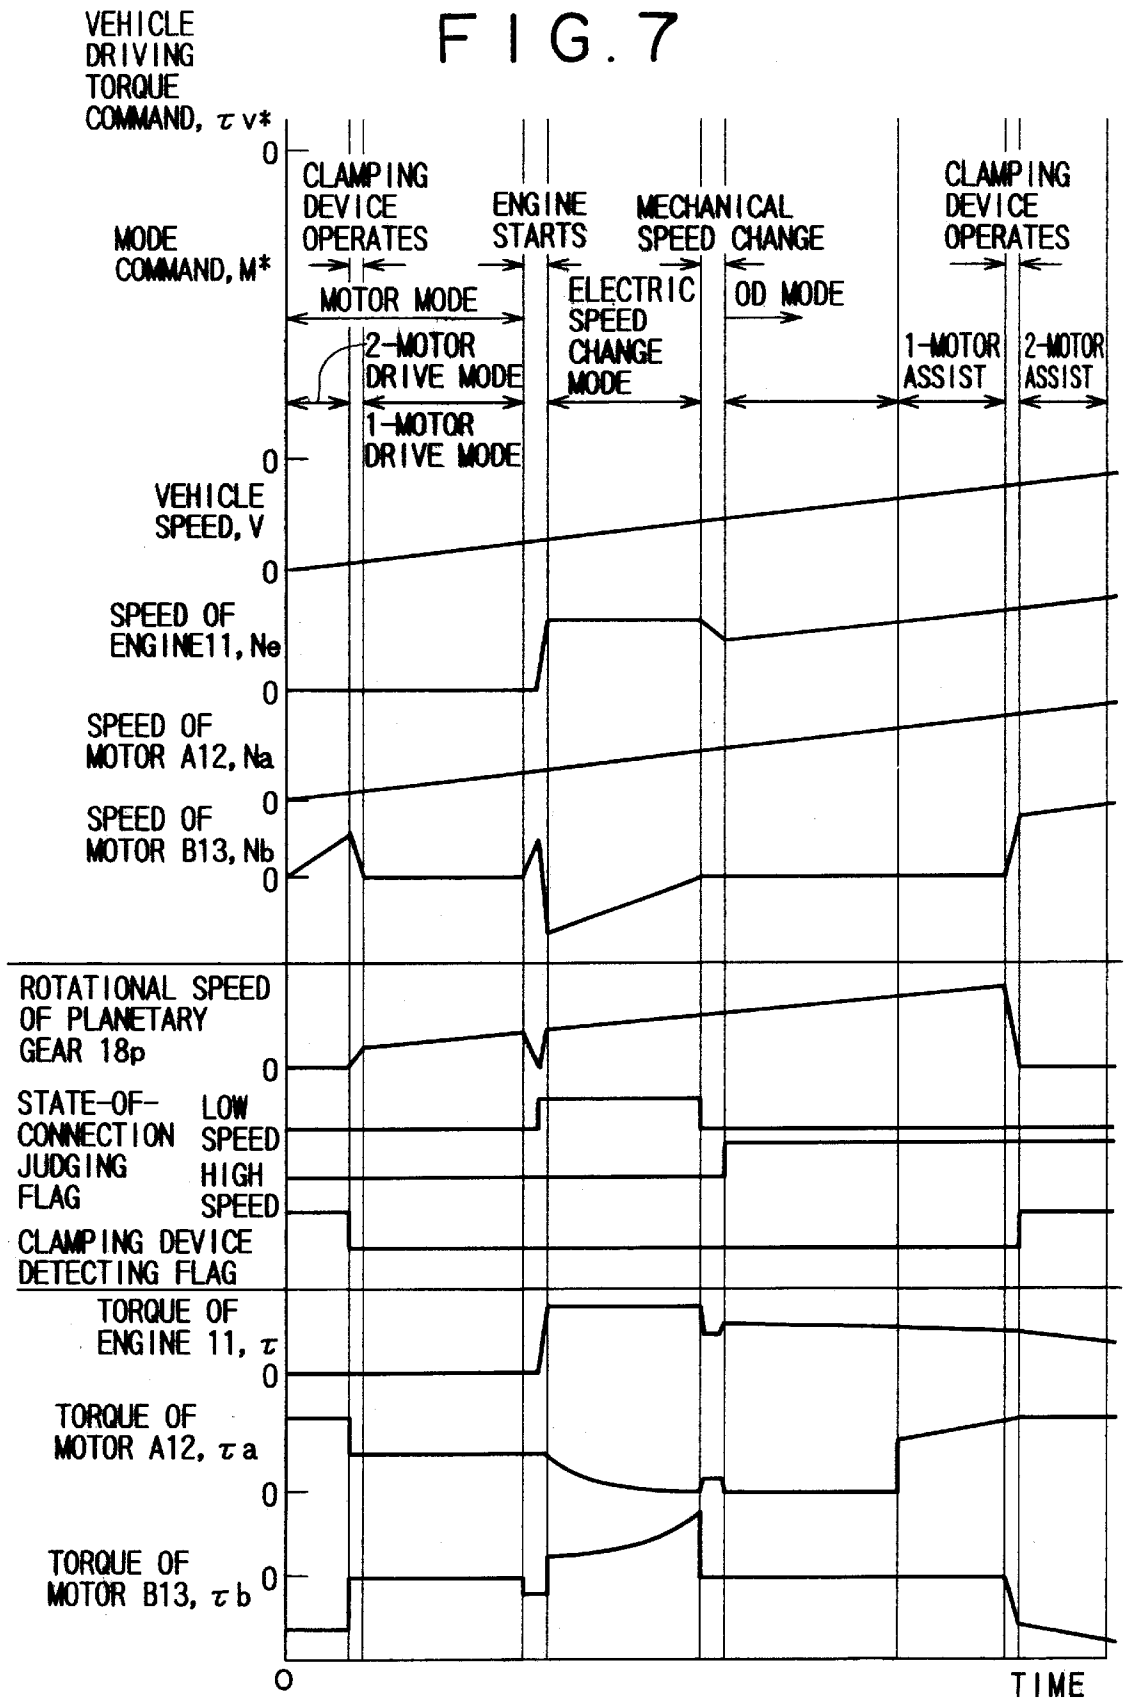 FIG.7
VEHICLE
DRIVING
TORQUE
COMMAND, τv*
0
CLAMPING
DEVICE
OPERATES
ENGINE
STARTS
MECHANICAL
SPEED CHANGE
CLAMPING
DEVICE
OPERATES
MODE
COMMAND, M*
MOTOR MODE
ELECTRIC
SPEED
CHANGE
MODE
OD MODE
2-MOTOR
DRIVE MODE
1-MOTOR
ASSIST
2-MOTOR
ASSIST
1-MOTOR
DRIVE MODE
0
VEHICLE
SPEED, V
0
SPEED OF
ENGINE11, Ne
0
SPEED OF
MOTOR A12, Na
0
SPEED OF
MOTOR B13, Nb
0
ROTATIONAL SPEED
OF PLANETARY
GEAR 18p
0
STATE-OF-
CONNECTION
JUDGING
FLAG
LOW
SPEED
HIGH
SPEED
CLAMPING DEVICE
DETECTING FLAG
TORQUE OF
ENGINE 11, τ
0
TORQUE OF
MOTOR A12, τa
0
TORQUE OF
MOTOR B13, τb
0
0
TIME